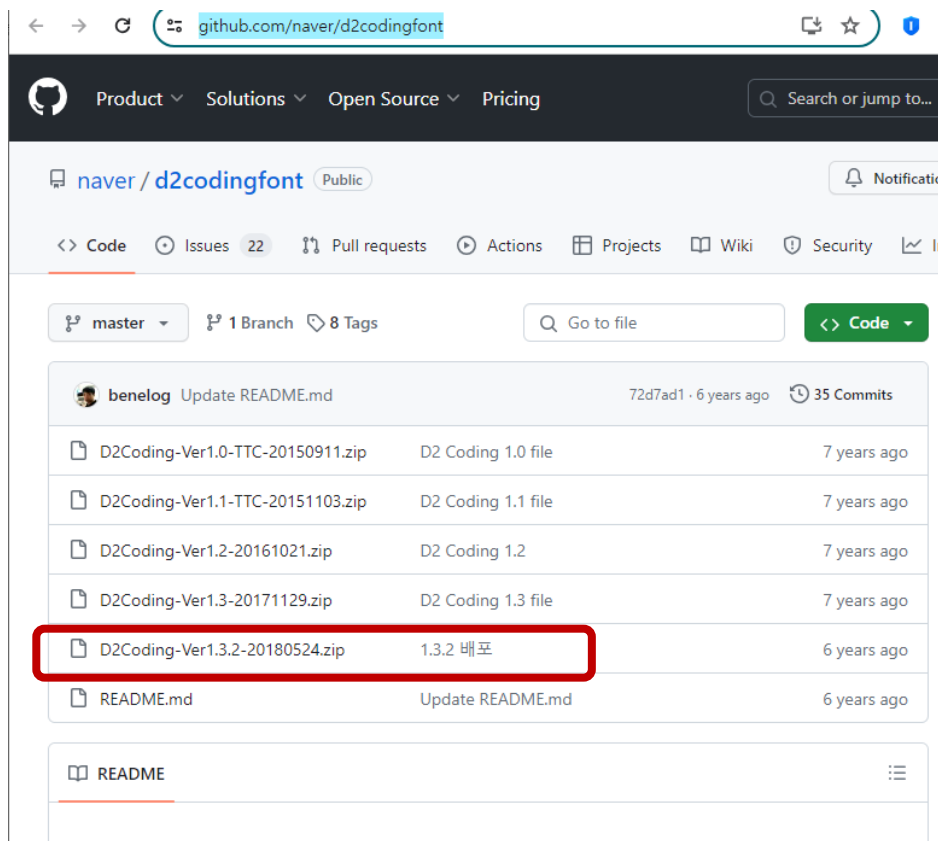 github.com/naver/d2codingfont
Product Solutions Open Source Pricing Search or jump to...
naver / d2codingfont Public Notificatio
<> Code Issues 22 Pull requests Actions Projects Wiki Security
master 1 Branch 8 Tags Go to file <> Code
benelog Update README.md 72d7ad1 · 6 years ago 35 Commits
D2Coding-Ver1.0-TTC-20150911.zip D2 Coding 1.0 file 7 years ago
D2Coding-Ver1.1-TTC-20151103.zip D2 Coding 1.1 file 7 years ago
D2Coding-Ver1.2-20161021.zip D2 Coding 1.2 7 years ago
D2Coding-Ver1.3-20171129.zip D2 Coding 1.3 file 7 years ago
D2Coding-Ver1.3.2-20180524.zip 1.3.2 배포 6 years ago
README.md Update README.md 6 years ago
README